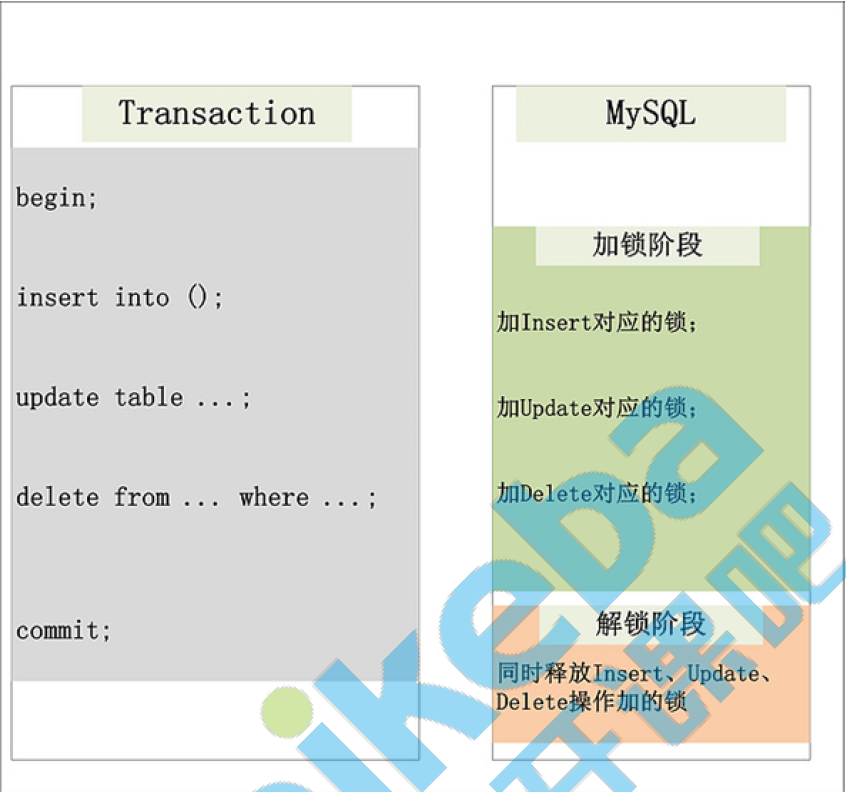 Transaction
begin;
insert into ();
update table ...;
delete from ... where ...;
commit;
MySQL
加锁阶段
加Insert对应的锁;
加Update对应的锁;
加Delete对应的锁;
解锁阶段
同时释放Insert、Update、
Delete操作加的锁
ikeba
开课吧